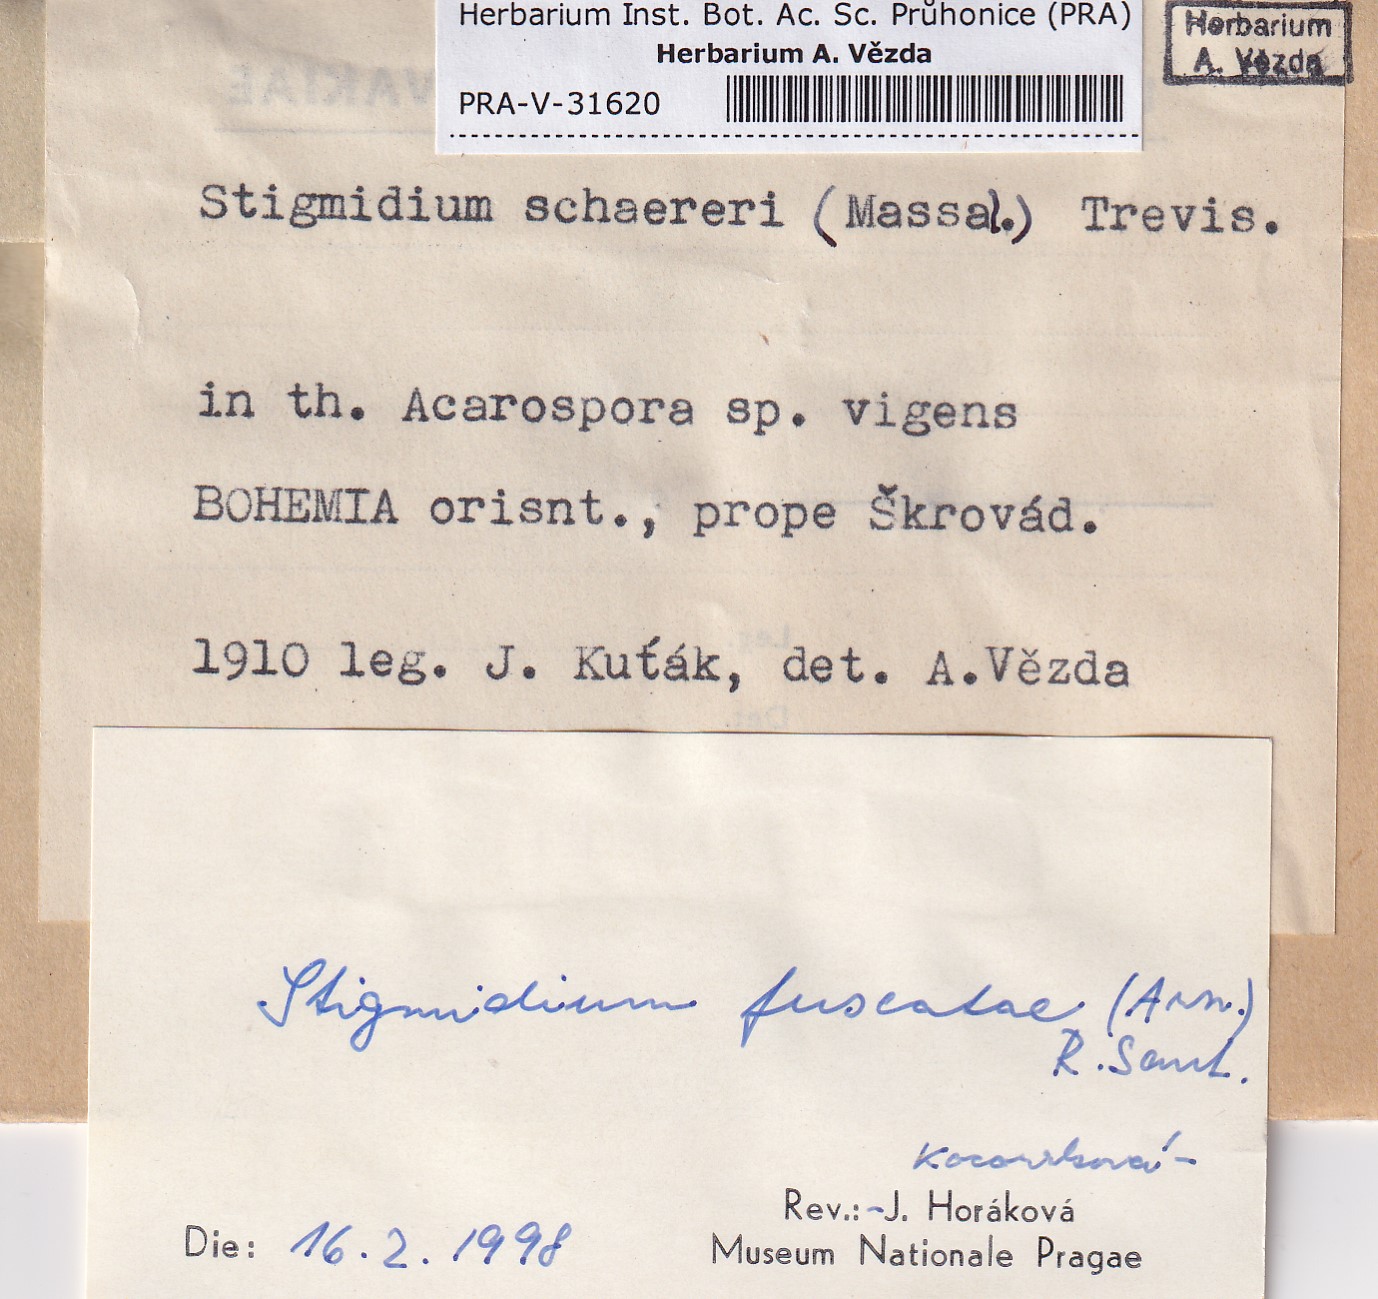 Herbarium Inst. Bot. Ac. Sc. Průhonice (PRA)
Herbarium A. Vězda
PRA-V-31620
Herbarium
A. Vězda
Stigmidium schaereri (Massal.) Trevis.
in th. Acarospora sp. vigens
BOHEMIA orisnt., prope Škrovád.
1910 leg. J. Kuťák, det. A.Vězda
Stigmidium fuscatae (Arn.)
R. Sant.
Kocourková-
Rev.: J. Horáková
Die: 16.2.1998
Museum Nationale Pragae